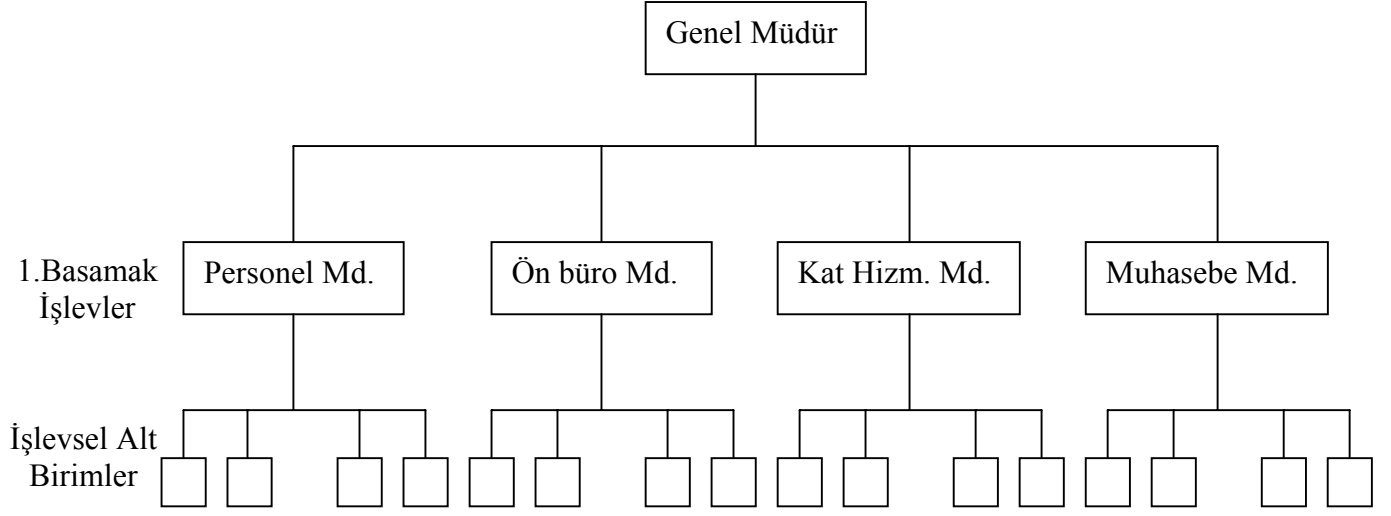 Genel Müdür
1.Basamak
İşlevler
Personel Md.
Ön büro Md.
Kat Hizm. Md.
Muhasebe Md.
İşlevsel Alt
Birimler